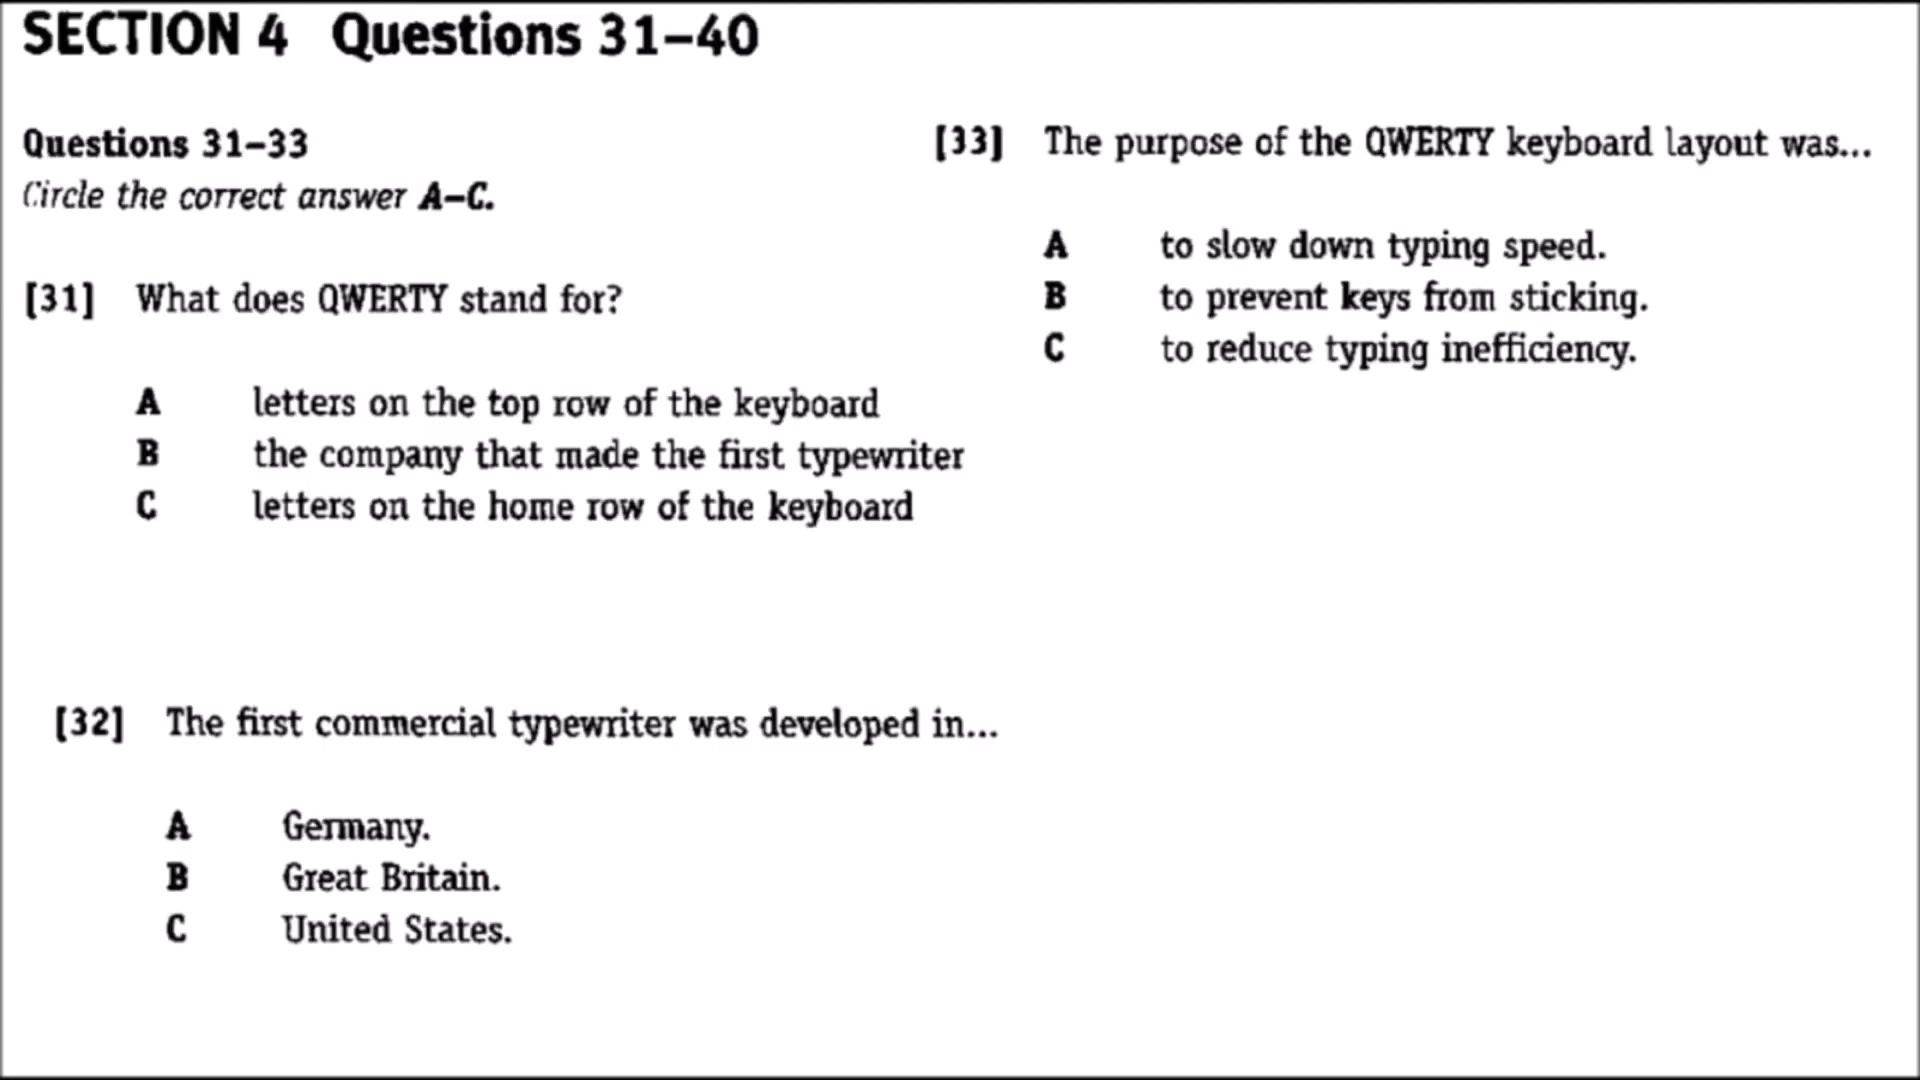 SECTION 4 Questions 31–40
Questions 31–33
Circle the correct answer A–C.
[31] What does QWERTY stand for?
A letters on the top row of the keyboard
B the company that made the first typewriter
C letters on the home row of the keyboard
[32] The first commercial typewriter was developed in...
A Germany.
B Great Britain.
C United States.
[33] The purpose of the QWERTY keyboard layout was...
A to slow down typing speed.
B to prevent keys from sticking.
C to reduce typing inefficiency.